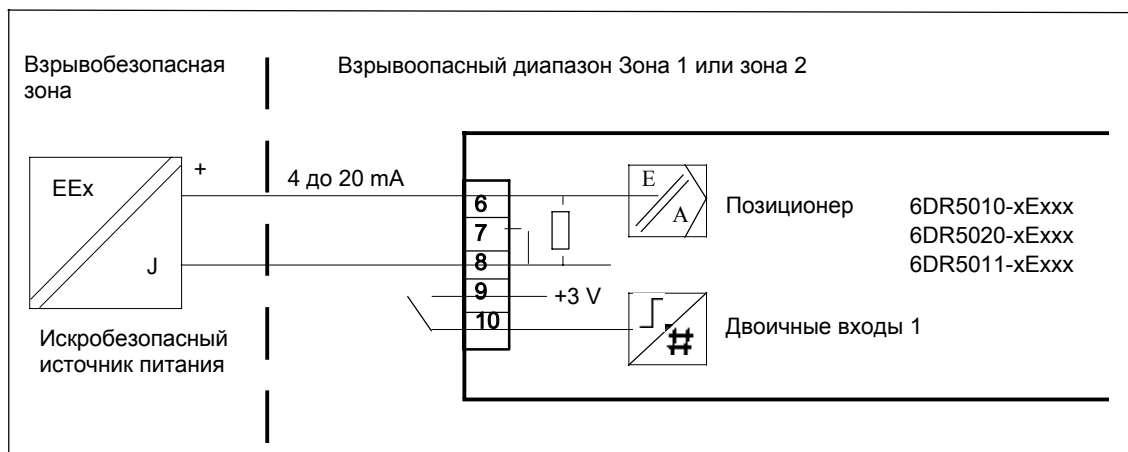 Взрывобезопасная
зона
Взрывоопасный диапазон Зона 1 или зона 2
EEx
+
J
4 до 20 mA
6
7
8
9
10
+3 V
E
A
Позиционер
6DR5010-xExxx
6DR5020-xExxx
6DR5011-xExxx
#
Двоичные входы 1
Искробезопасный
источник питания